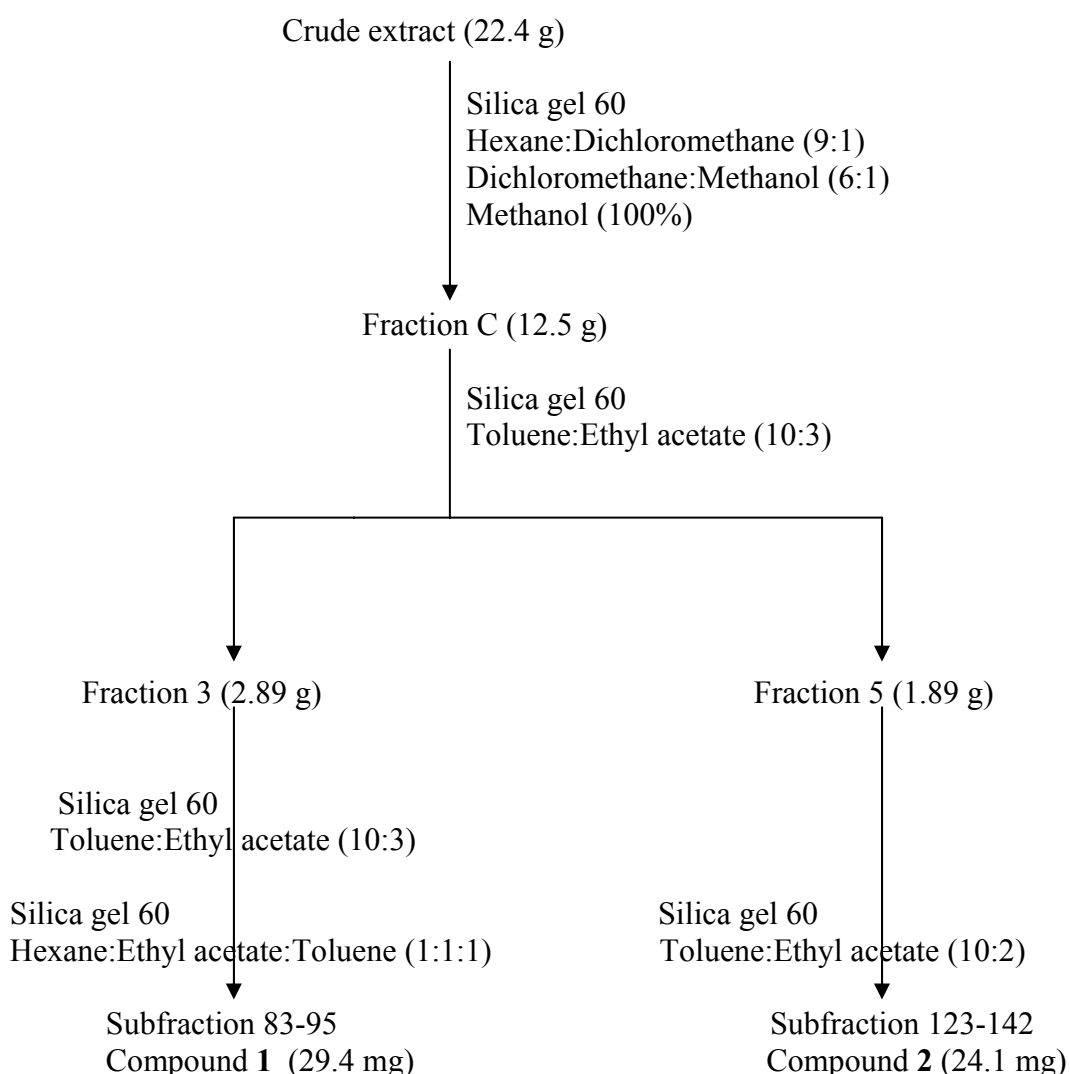 Crude extract (22.4 g)
Silica gel 60
Hexane:Dichloromethane (9:1)
Dichloromethane:Methanol (6:1)
Methanol (100%)
Fraction C (12.5 g)
Silica gel 60
Toluene:Ethyl acetate (10:3)
Fraction 3 (2.89 g)
Fraction 5 (1.89 g)
Silica gel 60
Toluene:Ethyl acetate (10:3)
Silica gel 60
Hexane:Ethyl acetate:Toluene (1:1:1)
Silica gel 60
Toluene:Ethyl acetate (10:2)
Subfraction 83-95
Compound 1 (29.4 mg)
Subfraction 123-142
Compound 2 (24.1 mg)